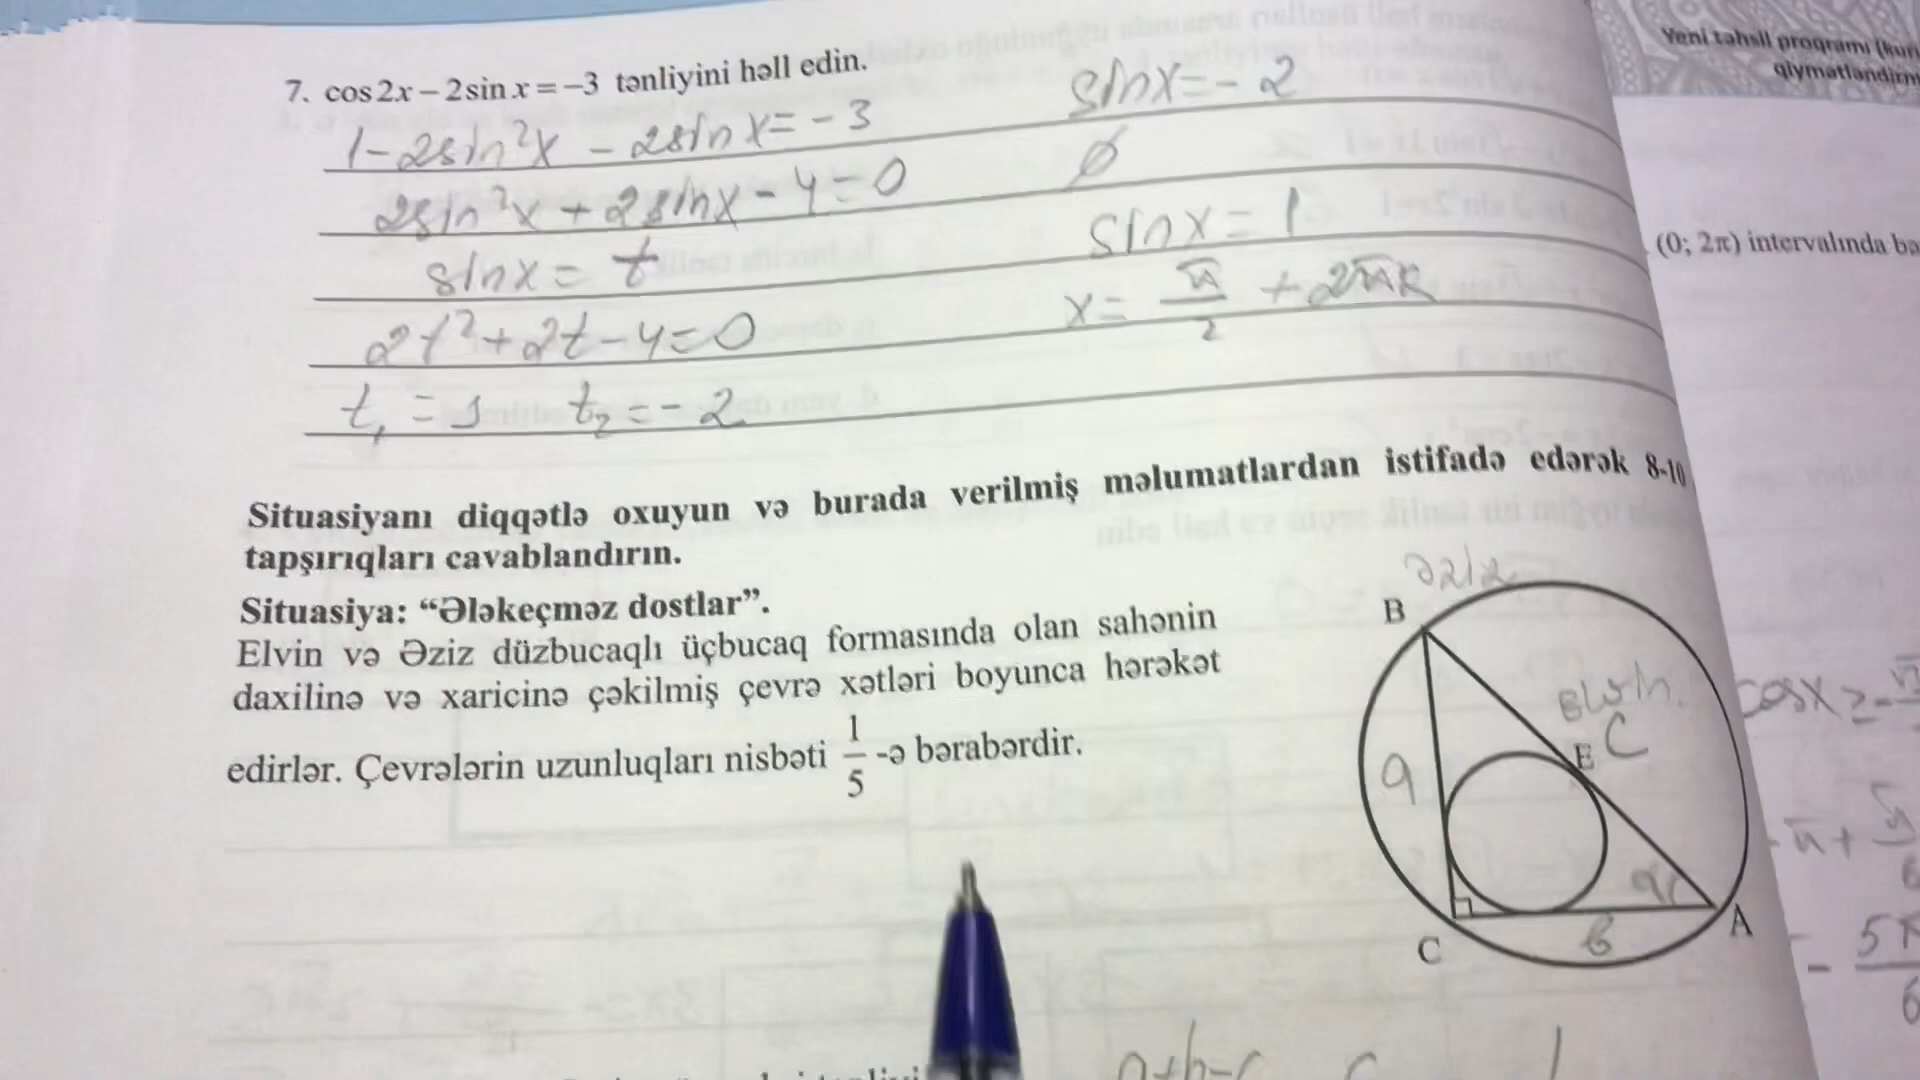 7. cos 2x – 2 sin x = –3 tənliyini həll edin.
1 - 2sin²x - 2sinx = - 3
2sin²x + 2sinx - 4 = 0
sinx = t
2t² + 2t - 4 = 0
t₁ = 1 t₂ = - 2
sinx = - 2
∅
sinx = 1
x = π/2 + 2πk
Situasiyanı diqqətlə oxuyun və burada verilmiş məlumatlardan istifadə edərək 8-10
tapşırıqları cavablandırın.
Situasiya: “Ələkeçməz dostlar”.
Elvin və Əziz düzbucaqlı üçbucaq formasında olan sahənin
daxilinə və xaricinə çəkilmiş çevrə xətləri boyunca hərəkət
edirlər. Çevrələrin uzunluqları nisbəti 1/5 -ə bərabərdir.
Əziz
B
C
E
a
α
b
C
A
a+b-c
Yeni təhsil proqramı
(0; 2π) intervalında
cosx ≥ -
5π
6